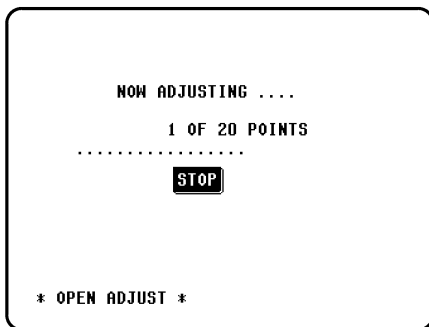 NOW ADJUSTING ....
1 OF 20 POINTS
.................
STOP
* OPEN ADJUST *